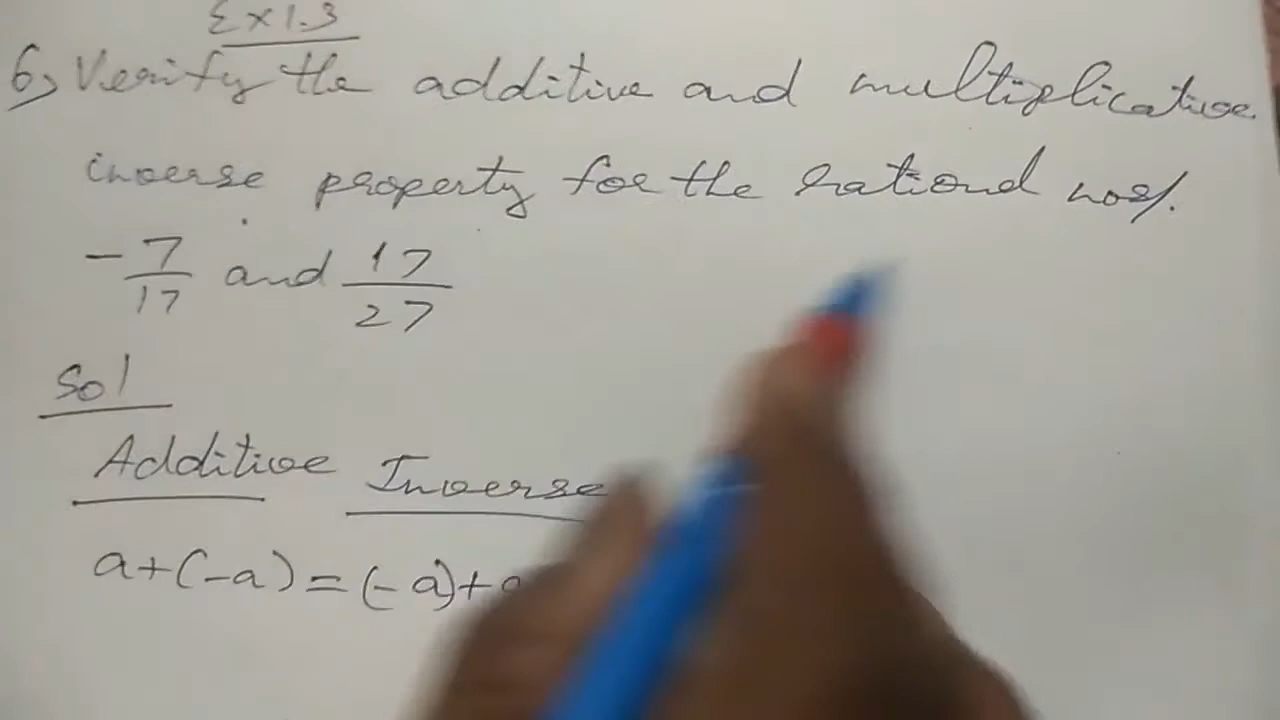 Ex 1.3
6, Verify the additive and multiplicative
inverse property for the rational nos/.
-7/17 and 17/27
Sol
Additive Inverse
a+(-a)=(-a)+a